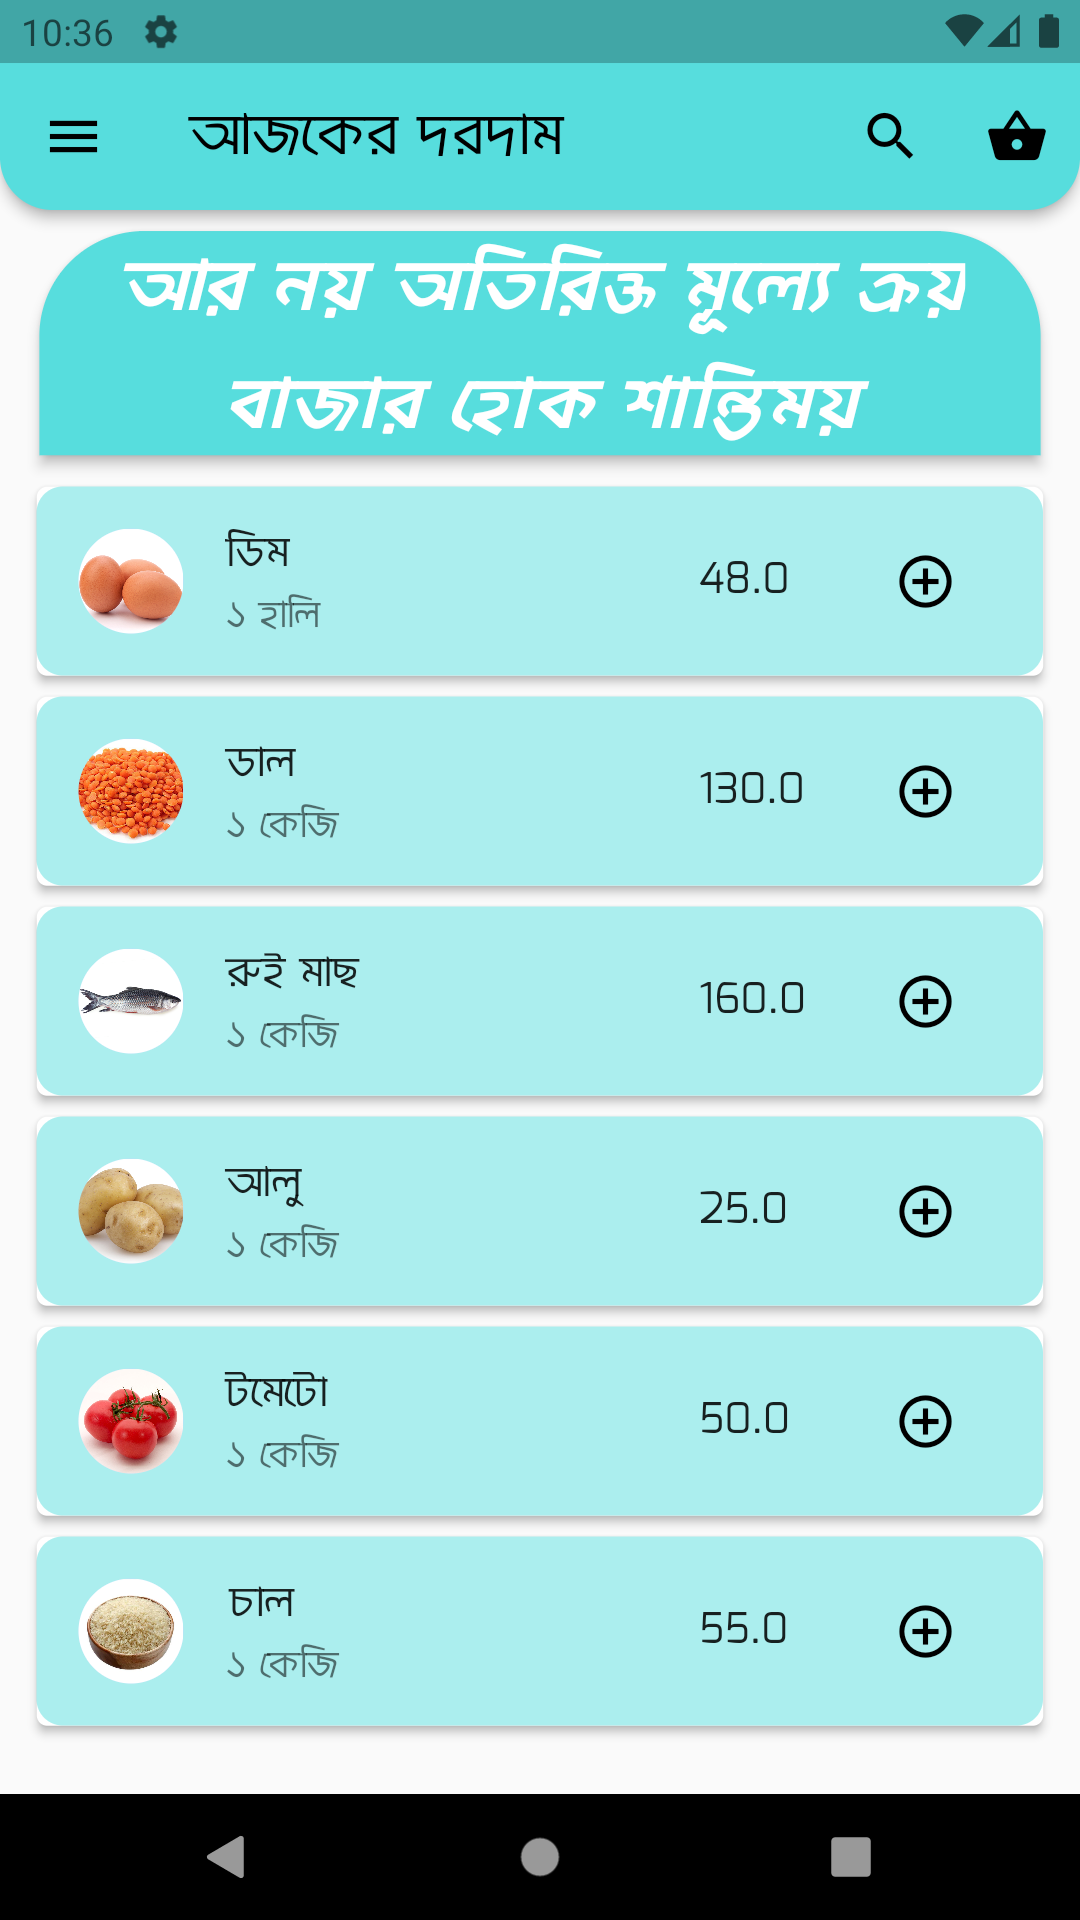 10:36
আজকের দরদাম
আর নয় অতিরিক্ত মূল্যে ক্রয়
বাজার হোক শান্তিময়
ডিম
১ হালি
48.0
ডাল
১ কেজি
130.0
রুই মাছ
১ কেজি
160.0
আলু
১ কেজি
25.0
টমেটো
১ কেজি
50.0
চাল
১ কেজি
55.0